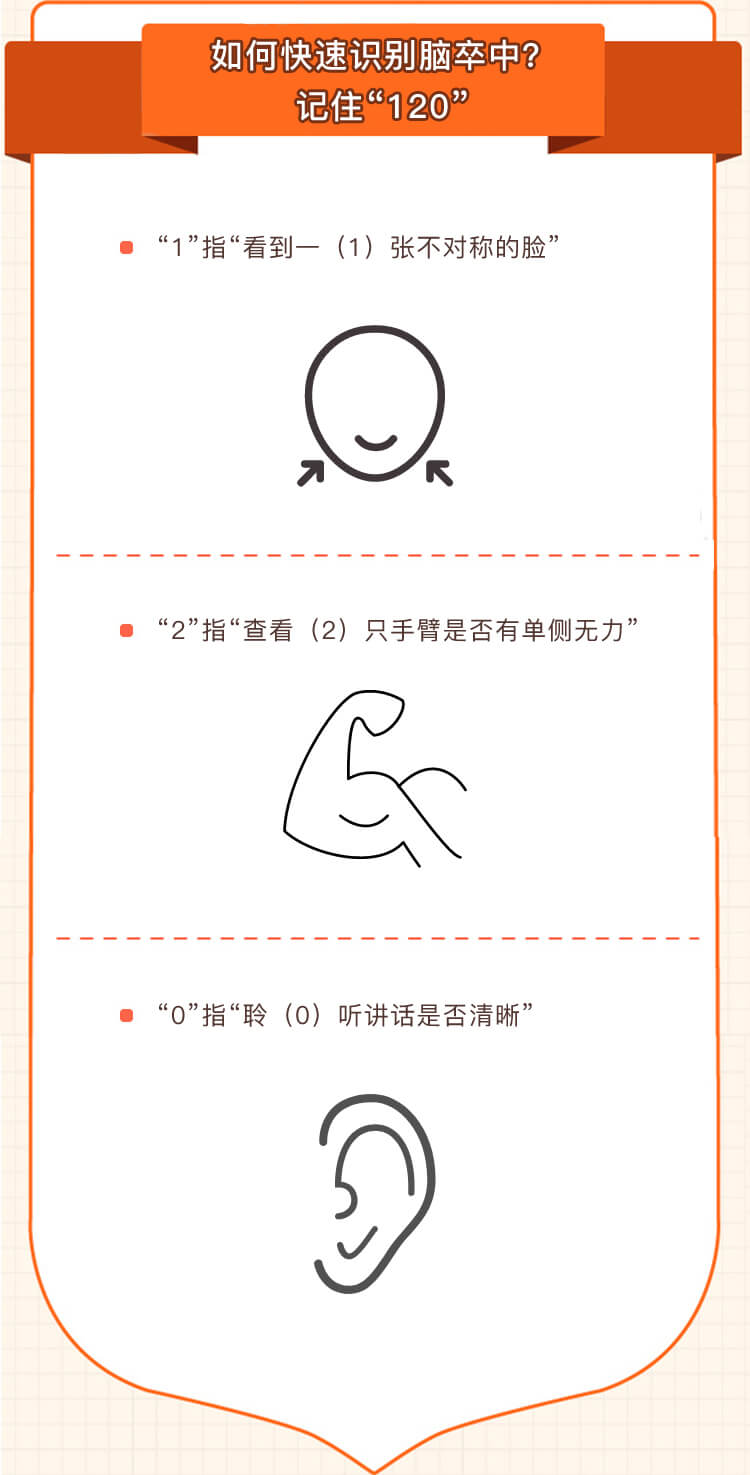 如何快速识别脑卒中?
记住“120”
“1”指“看到一（1）张不对称的脸”
“2”指“查看（2）只手臂是否有单侧无力”
“0”指“聆（0）听讲话是否清晰”